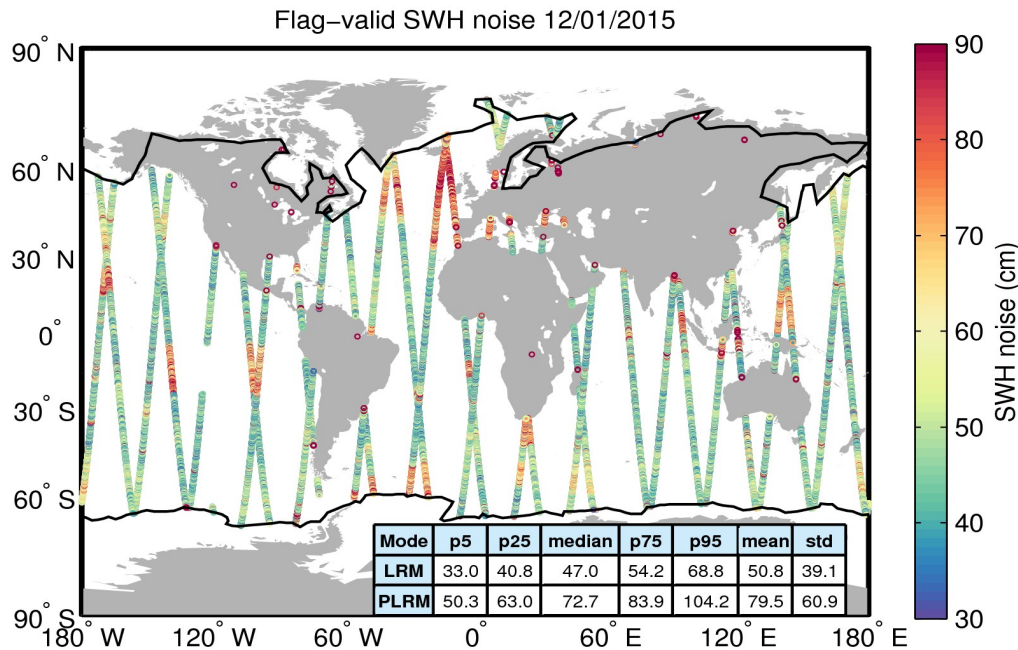 Flag−valid SWH noise 12/01/2015
90° N
60° N
30° N
0°
30° S
60° S
90° S
180° W
120° W
60° W
0°
60° E
120° E
180° E
Mode p5 p25 median p75 p95 mean std
LRM 33.0 40.8 47.0 54.2 68.8 50.8 39.1
PLRM 50.3 63.0 72.7 83.9 104.2 79.5 60.9
90
80
70
60
50
40
30
SWH noise (cm)